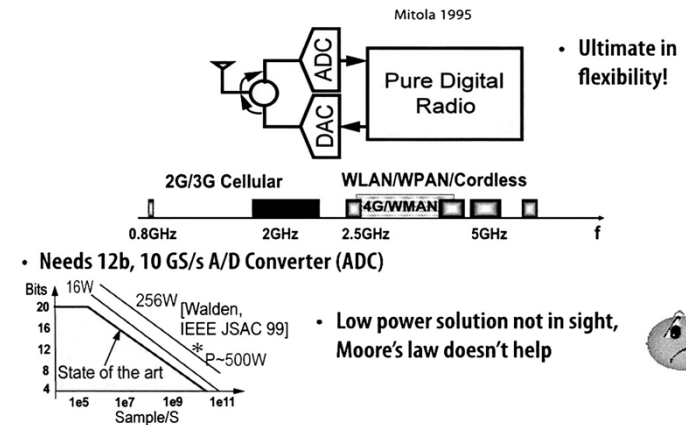 Mitola 1995
• Ultimate in
flexibility!
ADC
DAC
Pure Digital
Radio
2G/3G Cellular
WLAN/WPAN/Cordless
4G/WMAN
0.8GHz 2GHz 2.5GHz 5GHz f
• Needs 12b, 10 GS/s A/D Converter (ADC)
Bits
20
16
12
8
4
16W
256W
[Walden,
IEEE JSAC 99]
* P~500W
State of the art
1e5 1e7 1e9 1e11
Sample/S
• Low power solution not in sight,
Moore's law doesn't help